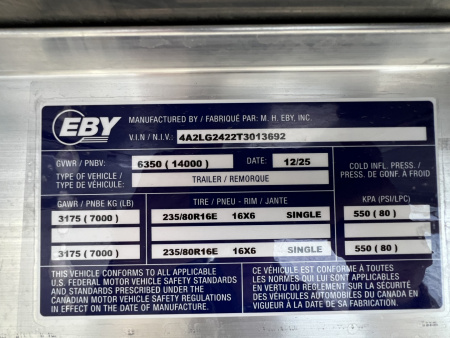 EBY
MANUFACTURED BY / FABRIQUÉ PAR: M. H. EBY, INC.
V.I.N / N.I.V.: 4A2LG2422T3013692
GVWR / PNBV: 6350 ( 14000 ) DATE: 12/25
TYPE OF VEHICLE /
TYPE DE VÉHICULE: TRAILER / REMORQUE
COLD INFL. PRESS. /
PRESS. DE GONF. A FROID
GAWR / PNBE KG (LB) TIRE / PNEU - RIM / JANTE KPA (PSI/LPC)
3175 ( 7000 ) 235/80R16E 16X6 SINGLE 550 ( 80 )
3175 ( 7000 ) 235/80R16E 16X6 SINGLE 550 ( 80 )
THIS VEHICLE CONFORMS TO ALL APPLICABLE
U.S. FEDERAL MOTOR VEHICLE SAFETY STANDARDS
AND STANDARDS PRESCRIBED UNDER THE
CANADIAN MOTOR VEHICLE SAFETY REGULATIONS
IN EFFECT ON THE DATE OF MANUFACTURE.
CE VÉHICULE EST CONFORME À TOUTES
LES NORMES QUI LUI SONT APPLICABLES
EN VERTU DU RÈGLEMENT SUR LA SÉCURITÉ
DES VÉHICULES AUTOMOBILES DU CANADA EN
VIGUEUR À LA DATE DE SA FABRICATION.